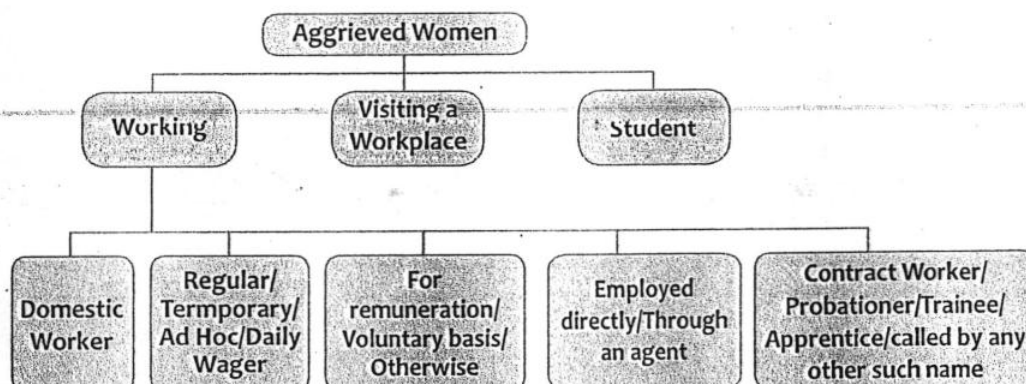 Aggrieved Women
Working
Visiting a
Workplace
Student
Domestic
Worker
Regular/
Termporary/
Ad Hoc/Daily
Wager
For
remuneration/
Voluntary basis/
Otherwise
Employed
directly/Through
an agent
Contract Worker/
Probationer/Trainee/
Apprentice/called by any
other such name